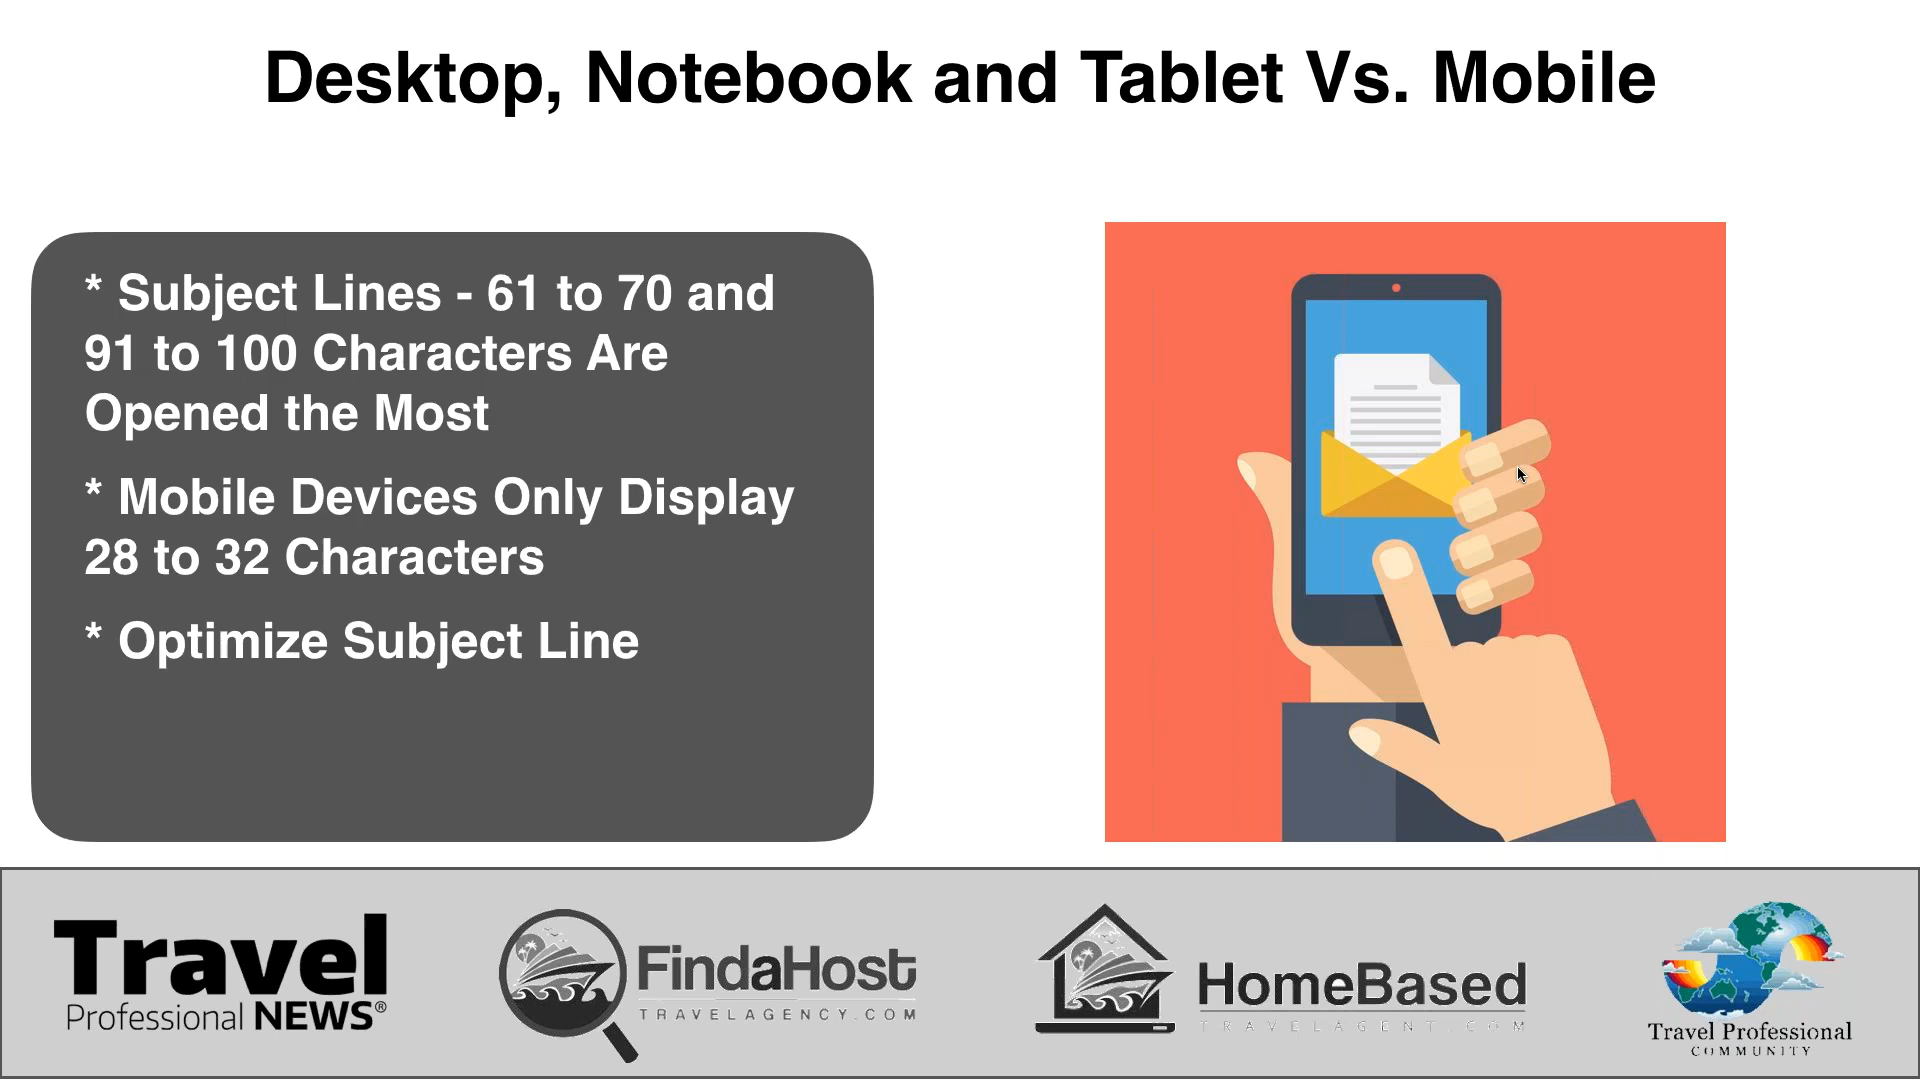 Desktop, Notebook and Tablet Vs. Mobile
* Subject Lines - 61 to 70 and
91 to 100 Characters Are
Opened the Most
* Mobile Devices Only Display
28 to 32 Characters
* Optimize Subject Line
Travel
Professional NEWS®
FindaHost
TRAVELAGENCY.COM
HomeBased
TRAVELAGENT.COM
Travel Professional
COMMUNITY